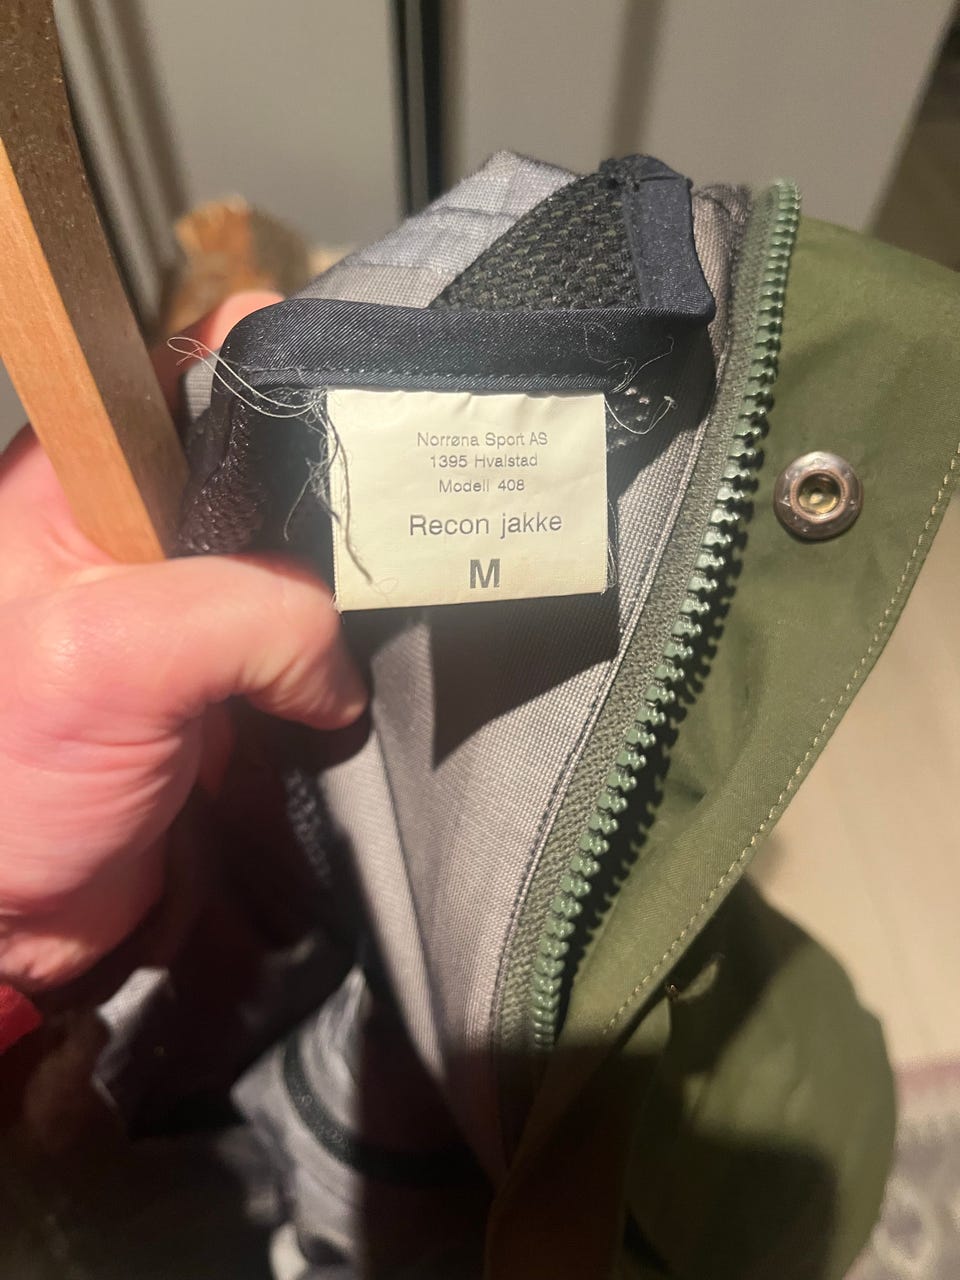 Norrøna Sport AS
1395 Hvalstad
Modell 408
Recon jakke
M